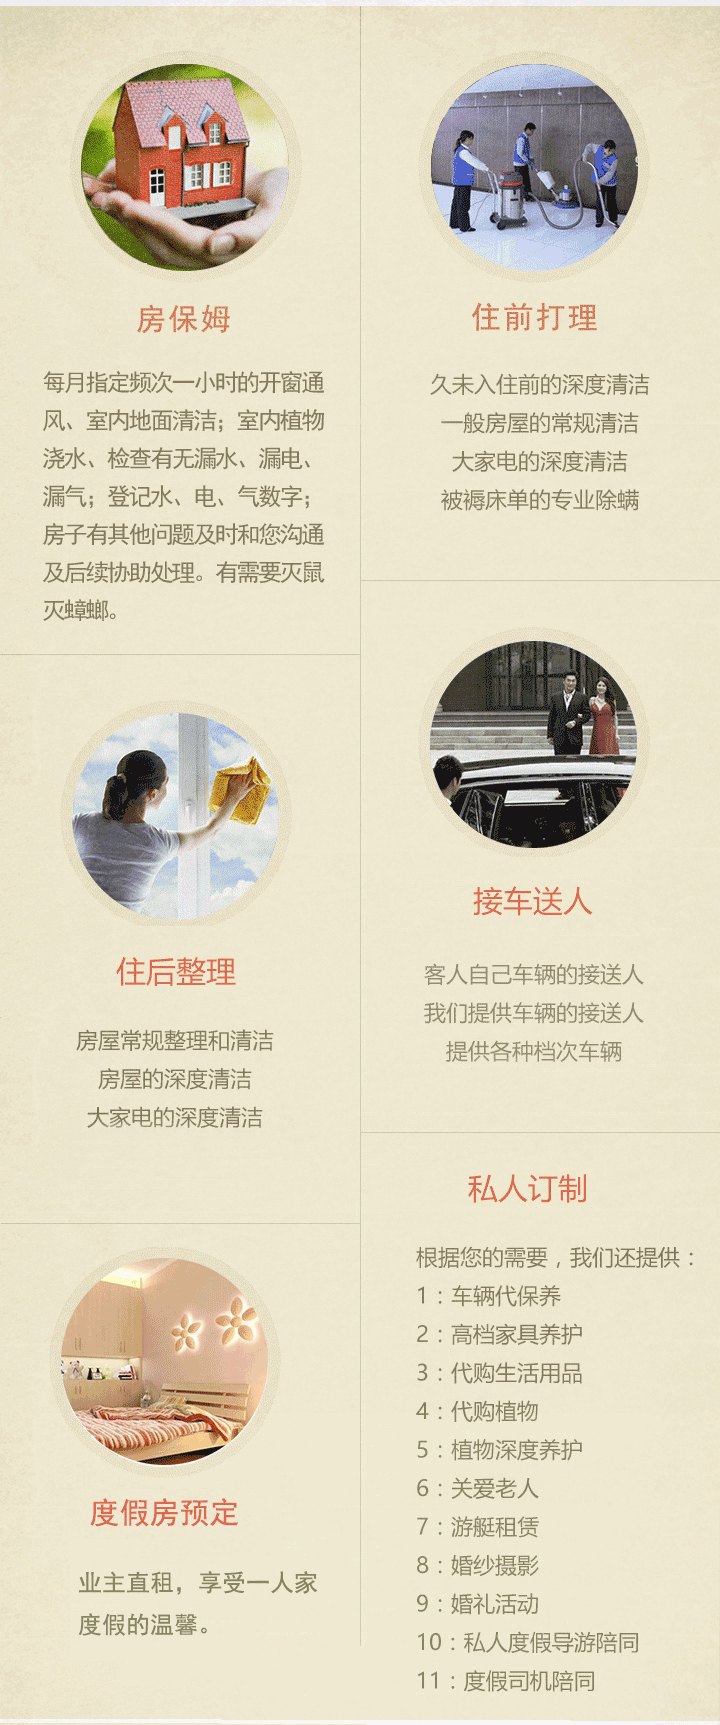 房保姆
每月指定频次一小时的开窗通
风、室内地面清洁；室内植物
浇水、检查有无漏水、漏电、
漏气；登记水、电、气数字；
房子有其他问题及时和您沟通
及后续协助处理。有需要灭鼠
灭蟑螂。
住前打理
久未入住前的深度清洁
一般房屋的常规清洁
大家电的深度清洁
被褥床单的专业除螨
住后整理
房屋常规整理和清洁
房屋的深度清洁
大家电的深度清洁
接车送人
客人自己车辆的接送人
我们提供车辆的接送人
提供各种档次车辆
度假房预定
业主直租，享受一人家
度假的温馨。
私人订制
根据您的需要，我们还提供：
1：车辆代保养
2：高档家具养护
3：代购生活用品
4：代购植物
5：植物深度养护
6：关爱老人
7：游艇租赁
8：婚纱摄影
9：婚礼活动
10：私人度假导游陪同
11：度假司机陪同